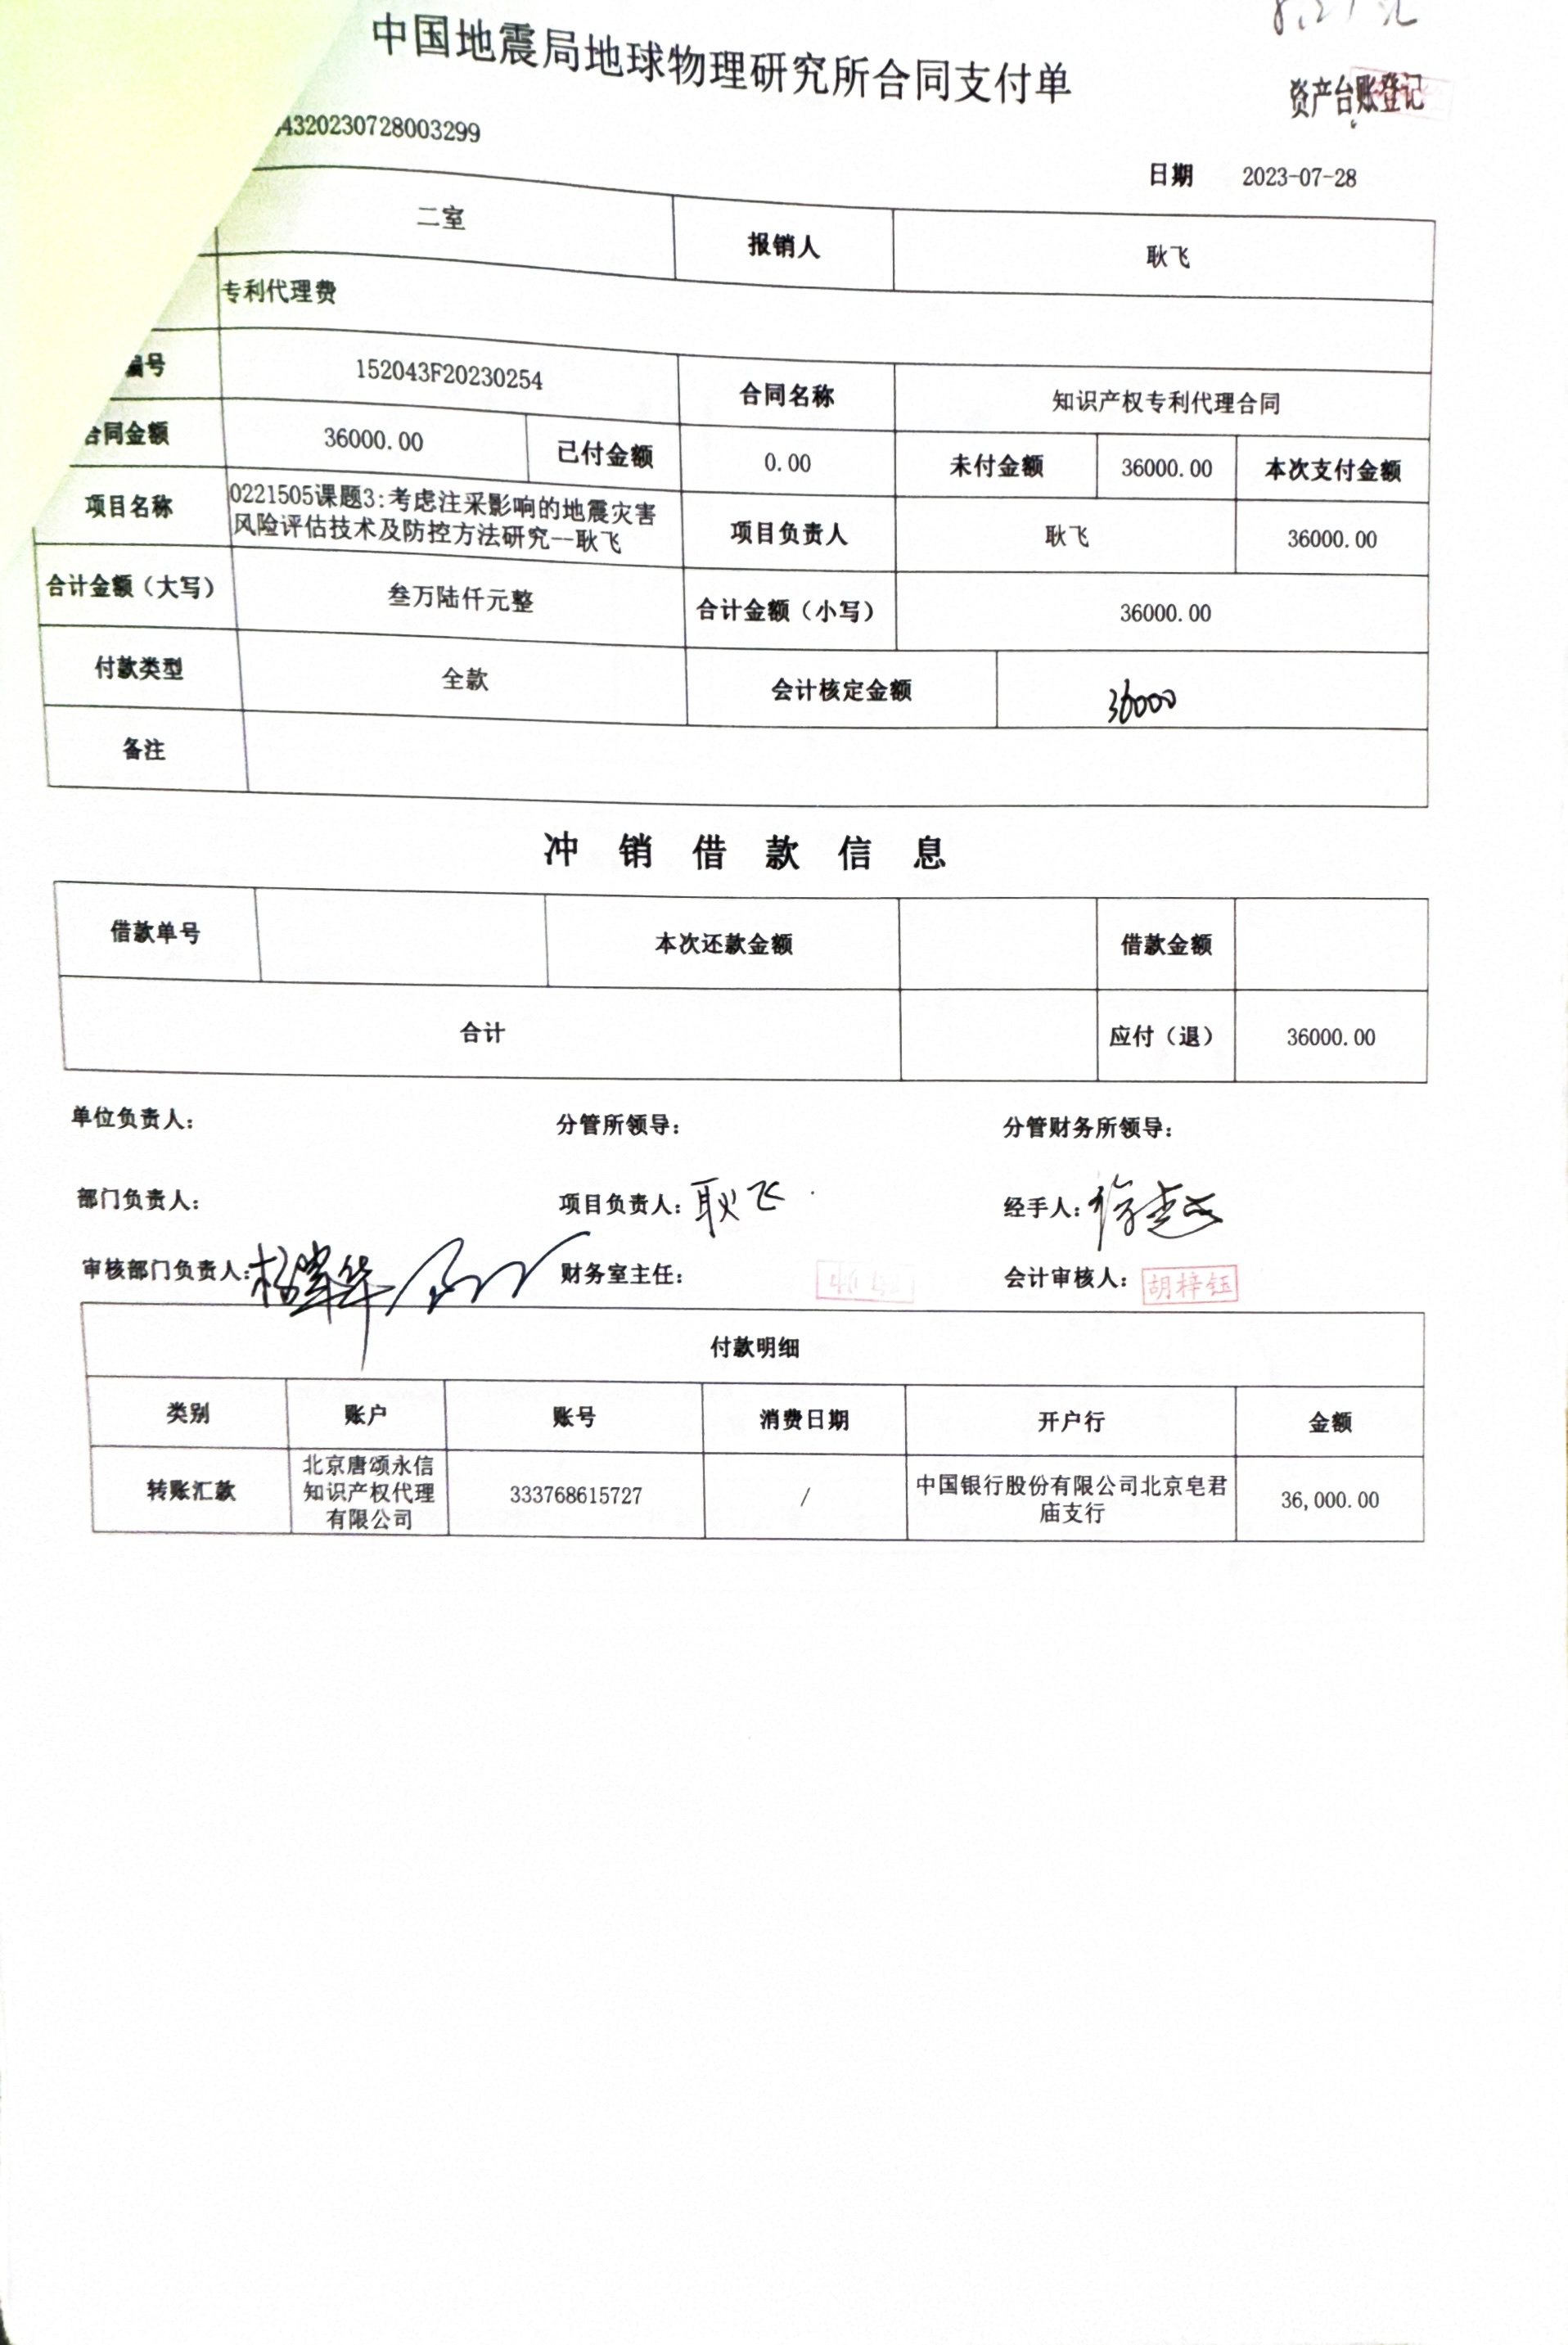 中国地震局地球物理研究所合同支付单
资产台账登记
4320230728003299
日期 2023-07-28
二室 报销人 耿飞
专利代理费
编号 152043F20230254 合同名称 知识产权专利代理合同
合同金额 36000.00 已付金额 0.00 未付金额 36000.00 本次支付金额
项目名称 0221505课题3:考虑注采影响的地震灾害
风险评估技术及防控方法研究--耿飞 项目负责人 耿飞 36000.00
合计金额（大写） 叁万陆仟元整 合计金额（小写） 36000.00
付款类型 全款 会计核定金额 36000
备注
冲销借款信息
借款单号 本次还款金额 借款金额
合计 应付（退） 36000.00
单位负责人： 分管所领导： 分管财务所领导：
部门负责人： 项目负责人：耿飞 经手人：
审核部门负责人： 财务室主任： 会计审核人：胡梓钰
付款明细
类别 账户 账号 消费日期 开户行 金额
转账汇款 北京唐颂永信
知识产权代理
有限公司 333768615727 / 中国银行股份有限公司北京皂君
庙支行 36,000.00